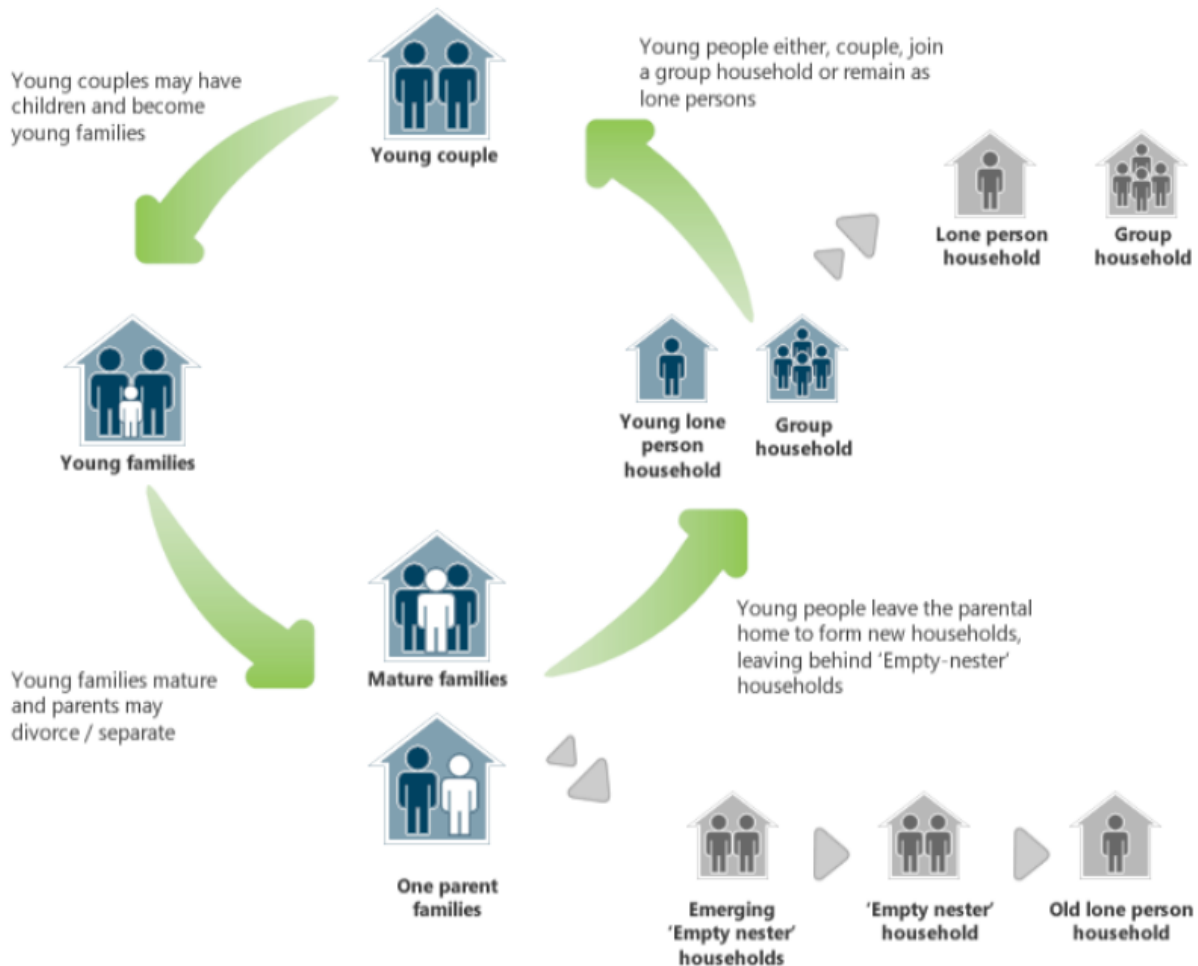 Young couples may have
children and become
young families
Young couple
Young people either, couple, join
a group household or remain as
lone persons
Lone person
household
Group
household
Young families
Young lone
person
household
Group
household
Young families mature
and parents may
divorce / separate
Mature families
Young people leave the parental
home to form new households,
leaving behind ‘Empty-nester’
households
One parent
families
Emerging
‘Empty nester’
households
‘Empty nester’
household
Old lone person
household